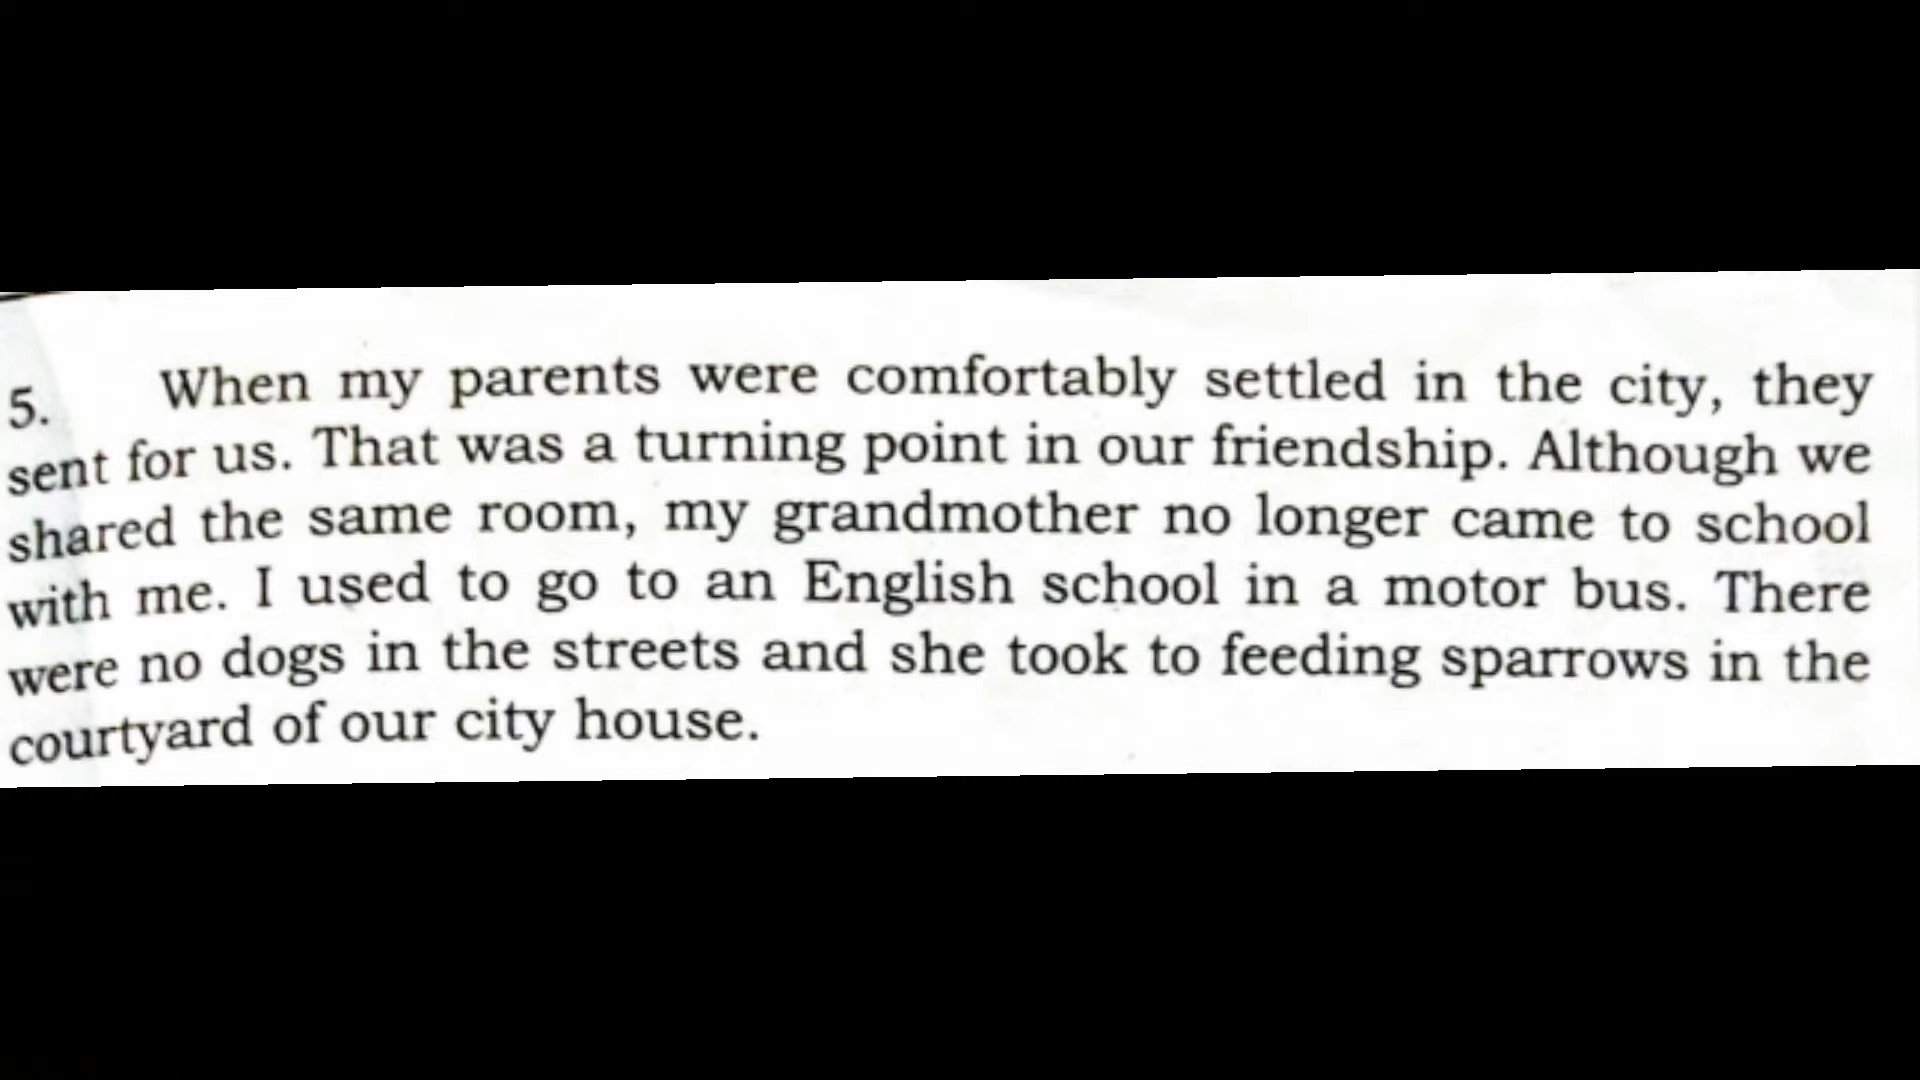 5. When my parents were comfortably settled in the city, they
sent for us. That was a turning point in our friendship. Although we
shared the same room, my grandmother no longer came to school
with me. I used to go to an English school in a motor bus. There
were no dogs in the streets and she took to feeding sparrows in the
courtyard of our city house.